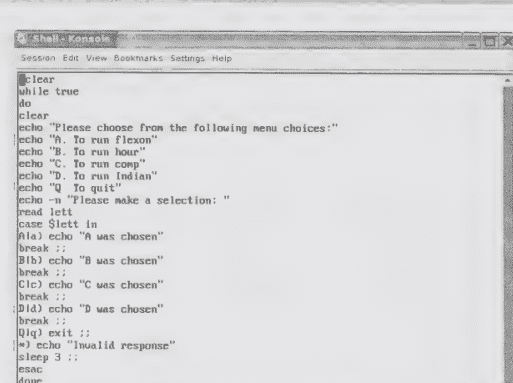 Shell - Konsole
Session Edit View Bookmarks Settings Help
clear
while true
do
clear
echo "Please choose from the following menu choices:"
echo "A. To run flexon"
echo "B. To run hour"
echo "C. To run comp"
echo "D. To run Indian"
echo "Q  To quit"
echo -n "Please make a selection: "
read lett
case $lett in
A|a) echo "A was chosen"
break ;;
B|b) echo "B was chosen"
break ;;
C|c) echo "C was chosen"
break ;;
D|d) echo "D was chosen"
break ;;
Q|q) exit ;;
*) echo "Invalid response"
sleep 3 ;;
esac
done